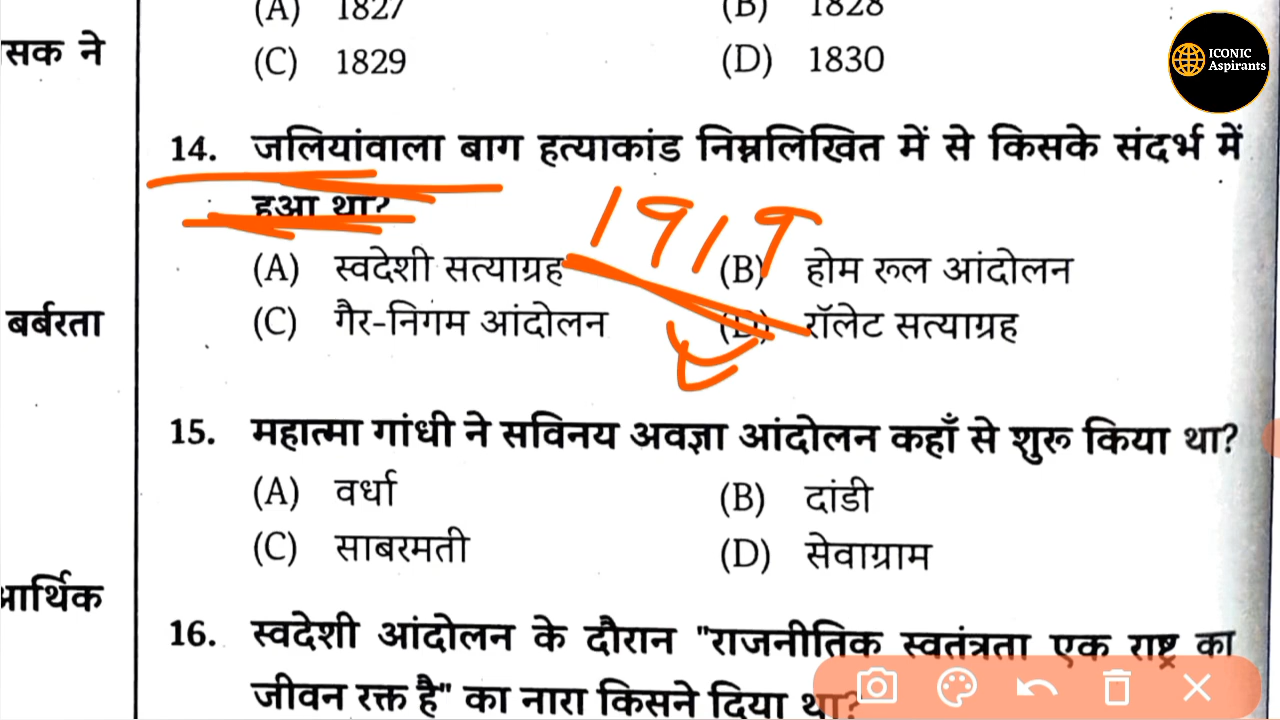 (A) 1827 (B) 1828
सक ने
(C) 1829 (D) 1830
ICONIC
Aspirants
14. जलियांवाला बाग हत्याकांड निम्नलिखित में से किसके संदर्भ में
हुआ था?
1919
(A) स्वदेशी सत्याग्रह (B) होम रूल आंदोलन
बर्बरता
(C) गैर-निगम आंदोलन (D) रॉलेट सत्याग्रह
15. महात्मा गांधी ने सविनय अवज्ञा आंदोलन कहाँ से शुरू किया था?
(A) वर्धा (B) दांडी
(C) साबरमती (D) सेवाग्राम
आर्थिक
16. स्वदेशी आंदोलन के दौरान "राजनीतिक स्वतंत्रता एक राष्ट्र का
जीवन रक्त है" का नारा किसने दिया था?